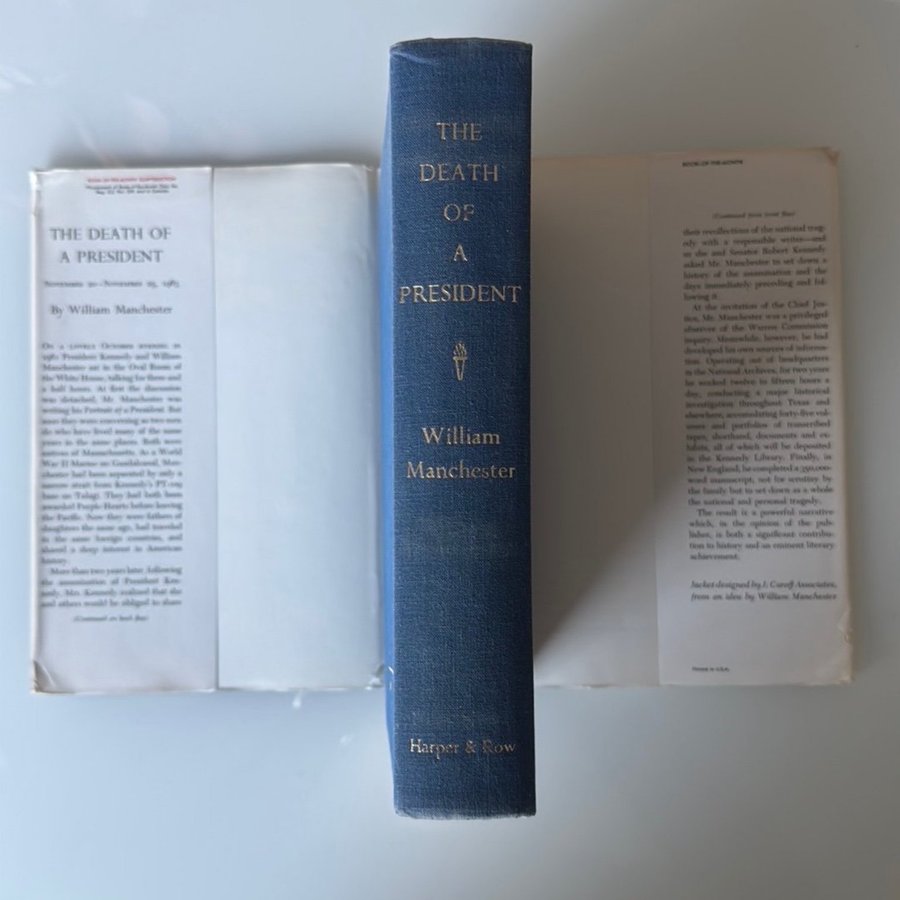 THE DEATH OF
A PRESIDENT
November 20–November 25, 1963
By William Manchester
On a lovely October evening in
1961 President Kennedy and William
Manchester sat in the Oval Room of
the White House, talking for three and
a half hours. At first the discussion
was detached; Mr. Manchester was
writing his Portrait of a President. But
soon they were conversing as two men
do who have lived many of the same
years in the same places. Both were
natives of Massachusetts. As a World
War II Marine on Guadalcanal, Man-
chester had been separated by only a
narrow strait from Kennedy's PT-109
base on Tulagi. They had both been
awarded Purple Hearts before leaving
the Pacific. Now they were fathers of
daughters the same age, had traveled
in the same foreign countries, and
shared a deep interest in American
history.
More than two years later, following
the assassination of President Ken-
nedy, Mrs. Kennedy realized that she
and others would be obliged to share
(Continued on back flap)
THE
DEATH
OF
A
PRESIDENT
William
Manchester
Harper & Row
BOOK-OF-THE-MONTH
(Continued from front flap)
their recollections of the national trag-
edy with a responsible writer—and
so she and Senator Robert Kennedy
asked Mr. Manchester to set down a
history of the assassination and the
days immediately preceding and fol-
lowing it.
At the invitation of the Chief Jus-
tice, Mr. Manchester was a privileged
observer of the Warren Commission
inquiry. Meanwhile, however, he had
developed his own sources of informa-
tion. Operating out of headquarters
in the National Archives, for two years
he worked twelve to fifteen hours a
day, conducting a major historical
investigation throughout Texas and
elsewhere, accumulating forty-five vol-
umes and portfolios of transcribed
tapes, shorthand, documents and ex-
hibits, all of which will be deposited
in the Kennedy Library. Finally, in
New England, he completed a 350,000-
word manuscript, not for scrutiny by
the family but to set down as a whole
the national and personal tragedy.
The result is a powerful narrative
which, in the opinion of the pub-
lisher, is both a significant contribu-
tion to history and an eminent literary
achievement.
Jacket designed by J. Caroff Associates,
from an idea by William Manchester
Printed in U.S.A.